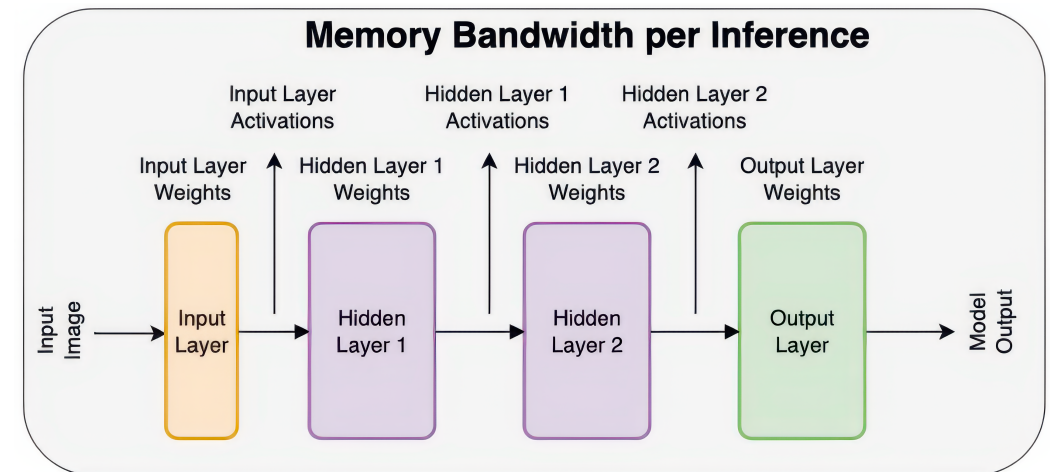 Memory Bandwidth per Inference
Input Layer
Activations
Hidden Layer 1
Activations
Hidden Layer 2
Activations
Input Layer
Weights
Hidden Layer 1
Weights
Hidden Layer 2
Weights
Output Layer
Weights
Input
Image
Input
Layer
Hidden
Layer 1
Hidden
Layer 2
Output
Layer
Model
Output